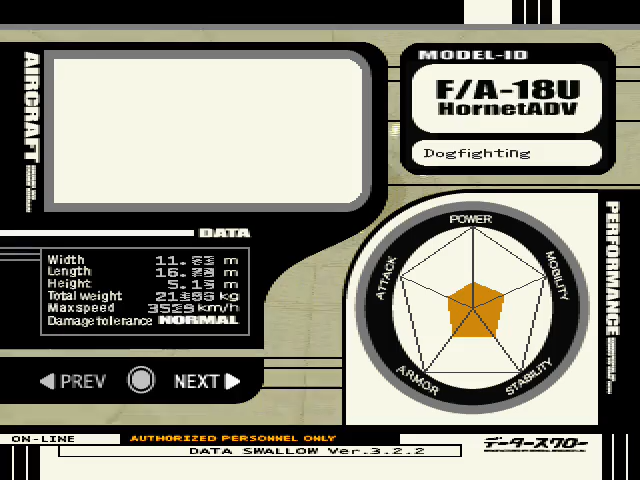 MODEL-ID
AIRCRAFT
F/A-18U
HornetADV
Dogfighting
DATA
Width m
Length m
Height m
Total weight kg
Maxspeed km/h
Damage tolerance NORMAL
PERFORMANCE
POWER
MOBILITY
STABILITY
ARMOR
ATTACK
PREV NEXT
ON-LINE
AUTHORIZED PERSONNEL ONLY
DATA SWALLOW Ver.3.2.2
データースワロー